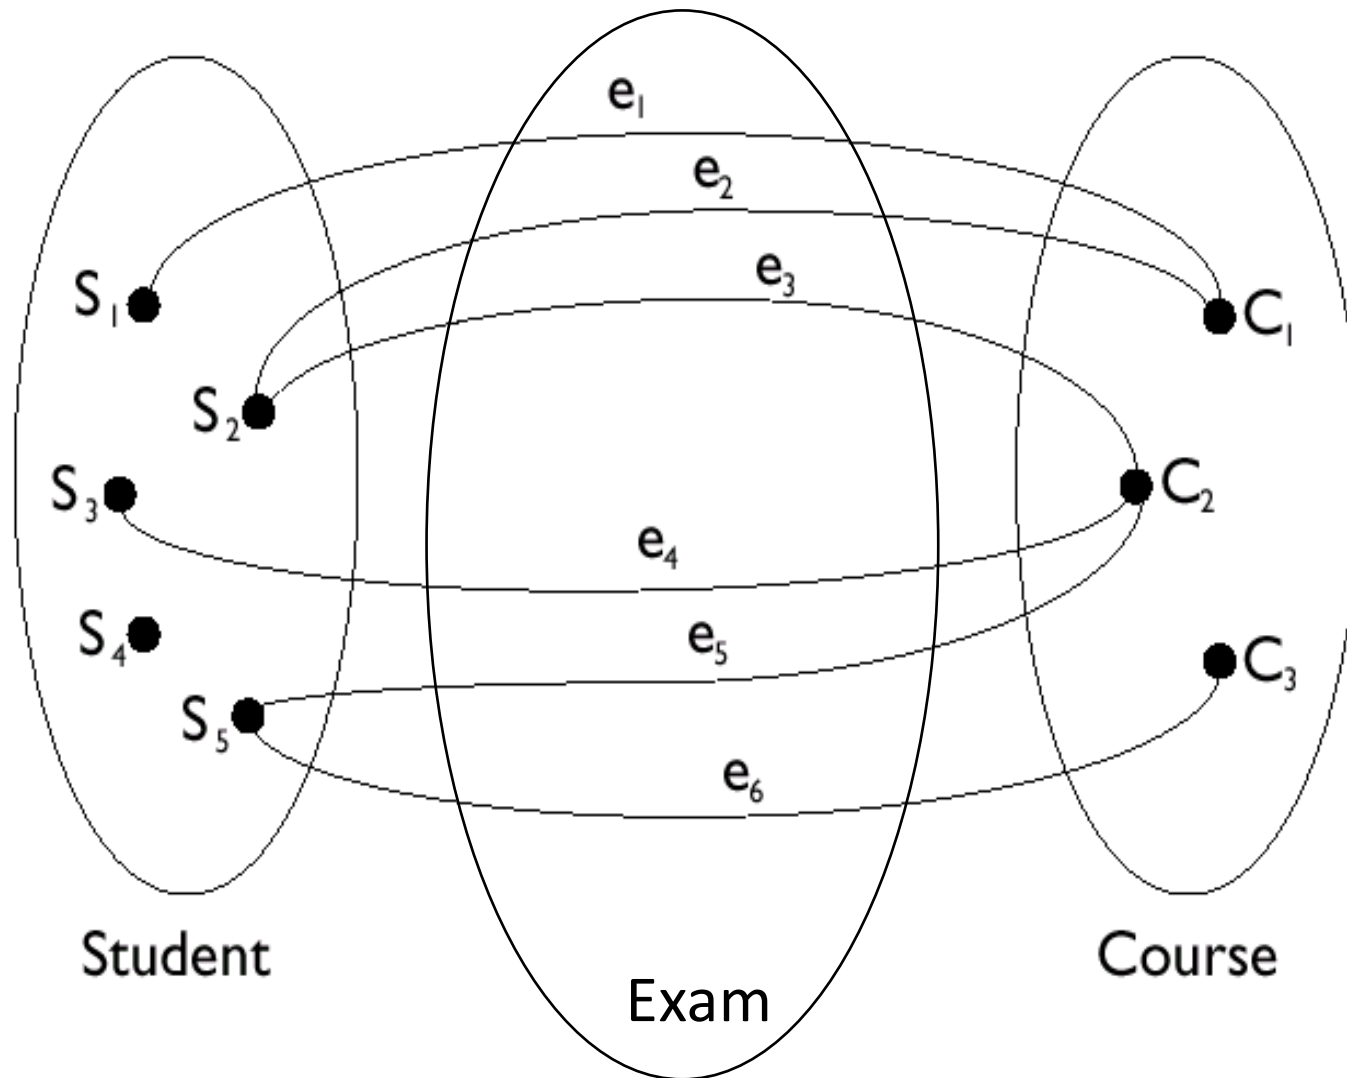 e₁
e₂
e₃
S₁
C₁
S₂
S₃
C₂
e₄
S₄
e₅
C₃
S₅
e₆
Student
Course
Exam